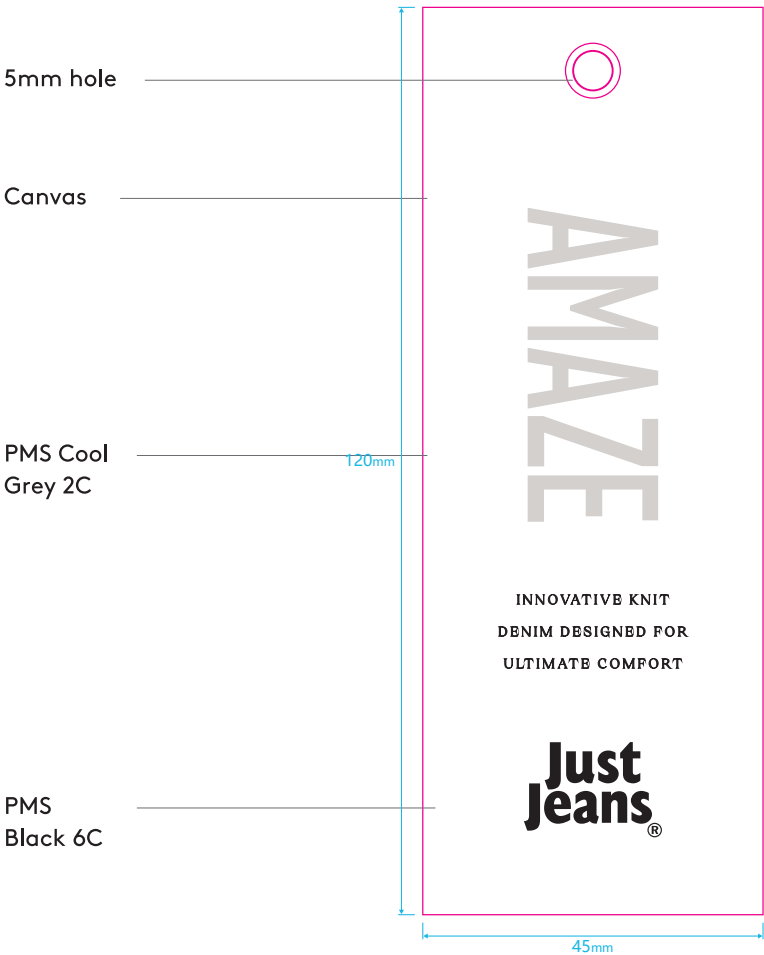 5mm hole
Canvas
AMAZE
PMS Cool
Grey 2C
120mm
INNOVATIVE KNIT
DENIM DESIGNED FOR
ULTIMATE COMFORT
Just
Jeans®
PMS
Black 6C
45mm